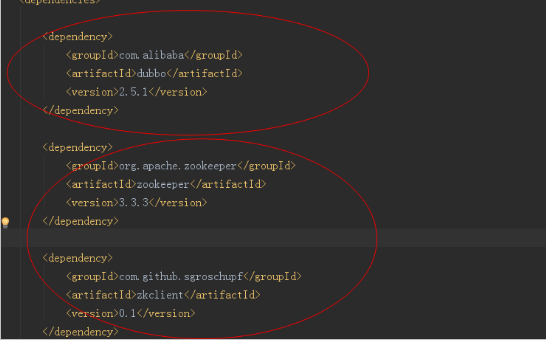 <dependencies>
<dependency>
<groupId>com.alibaba</groupId>
<artifactId>dubbo</artifactId>
<version>2.5.1</version>
</dependency>
<dependency>
<groupId>org.apache.zookeeper</groupId>
<artifactId>zookeeper</artifactId>
<version>3.3.3</version>
</dependency>
<dependency>
<groupId>com.github.sgroschupf</groupId>
<artifactId>zkclient</artifactId>
<version>0.1</version>
</dependency>